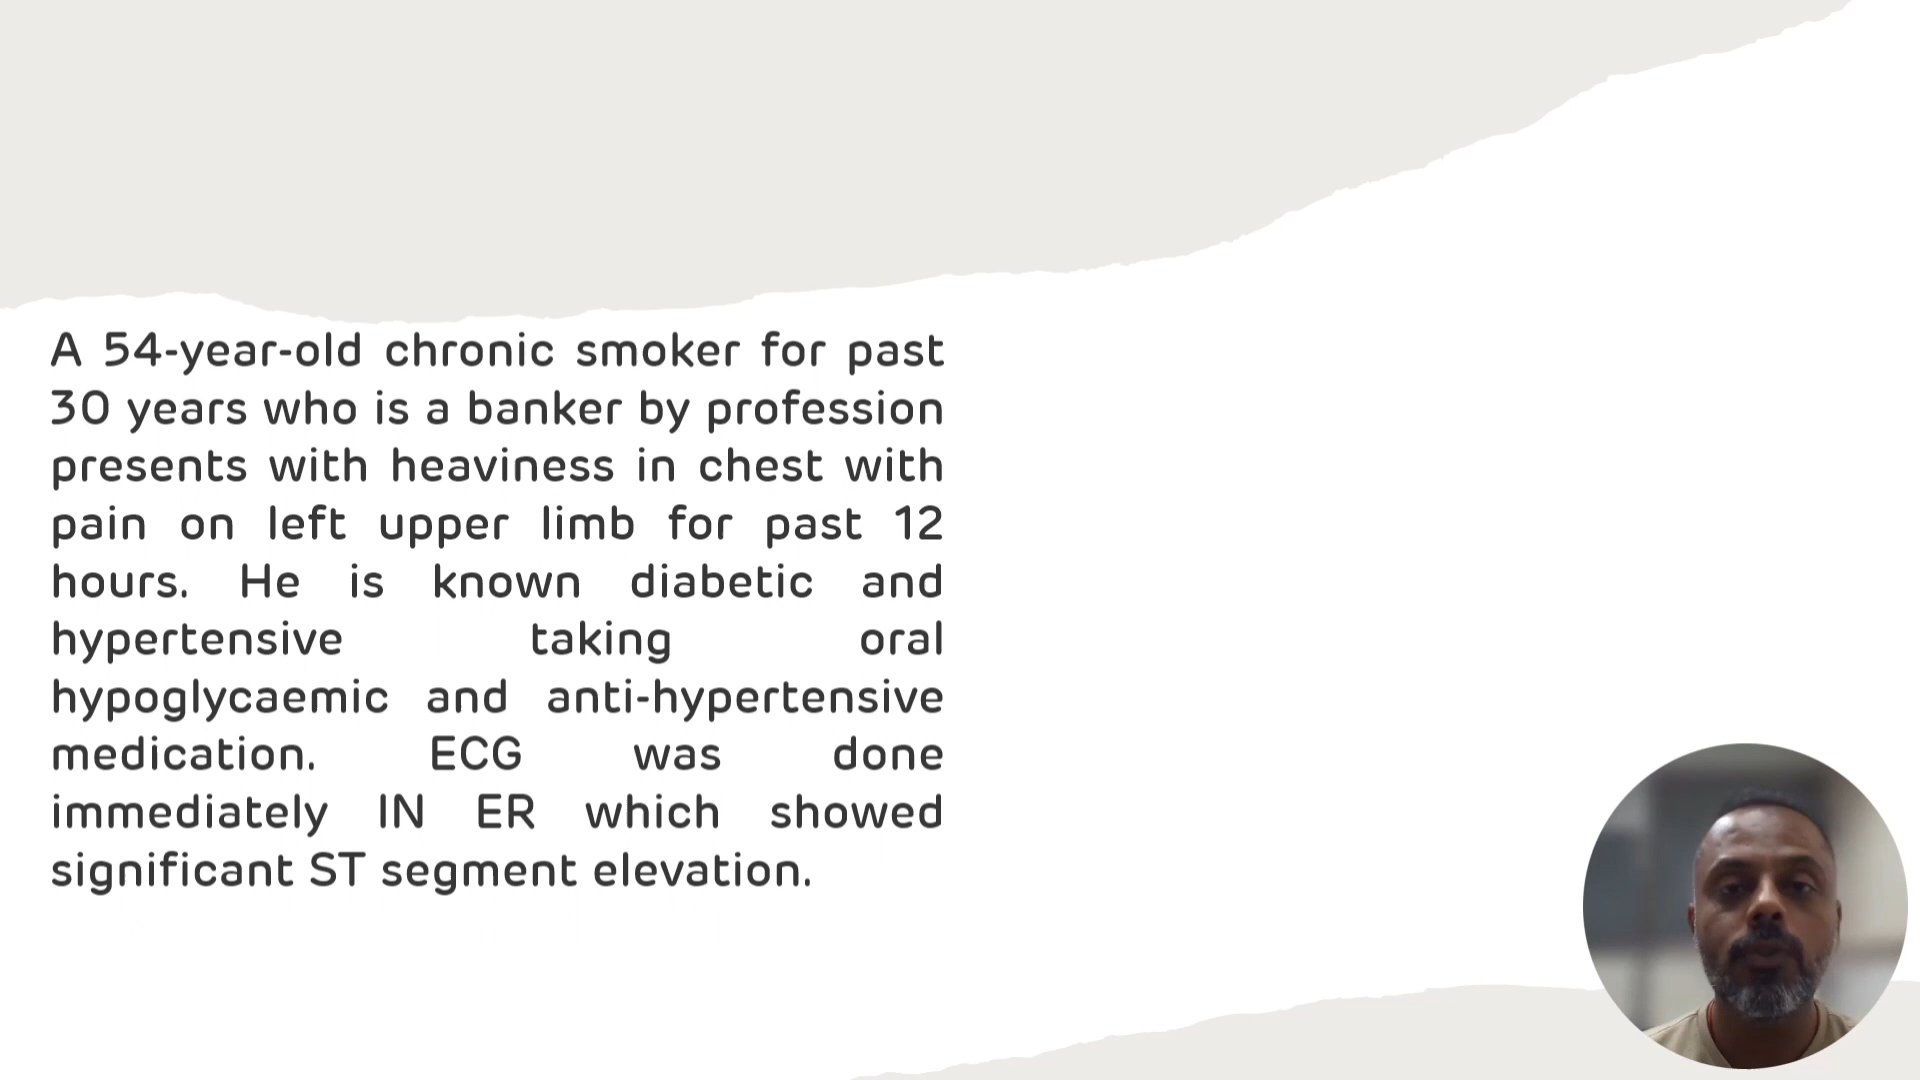 A 54-year-old chronic smoker for past
30 years who is a banker by profession
presents with heaviness in chest with
pain on left upper limb for past 12
hours. He is known diabetic and
hypertensive taking oral
hypoglycaemic and anti-hypertensive
medication. ECG was done
immediately IN ER which showed
significant ST segment elevation.